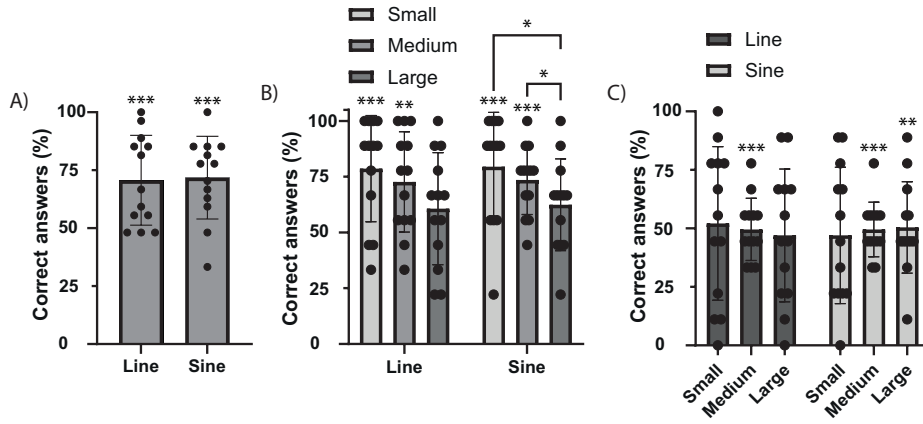 A)
Correct answers (%)
100
75
50
25
0
***
***
Line
Sine
B)
Small
Medium
Large
Correct answers (%)
100
75
50
25
0
***
**
***
***
*
*
Line
Sine
C)
Line
Sine
Correct answers (%)
100
75
50
25
0
***
***
**
Small
Medium
Large
Small
Medium
Large